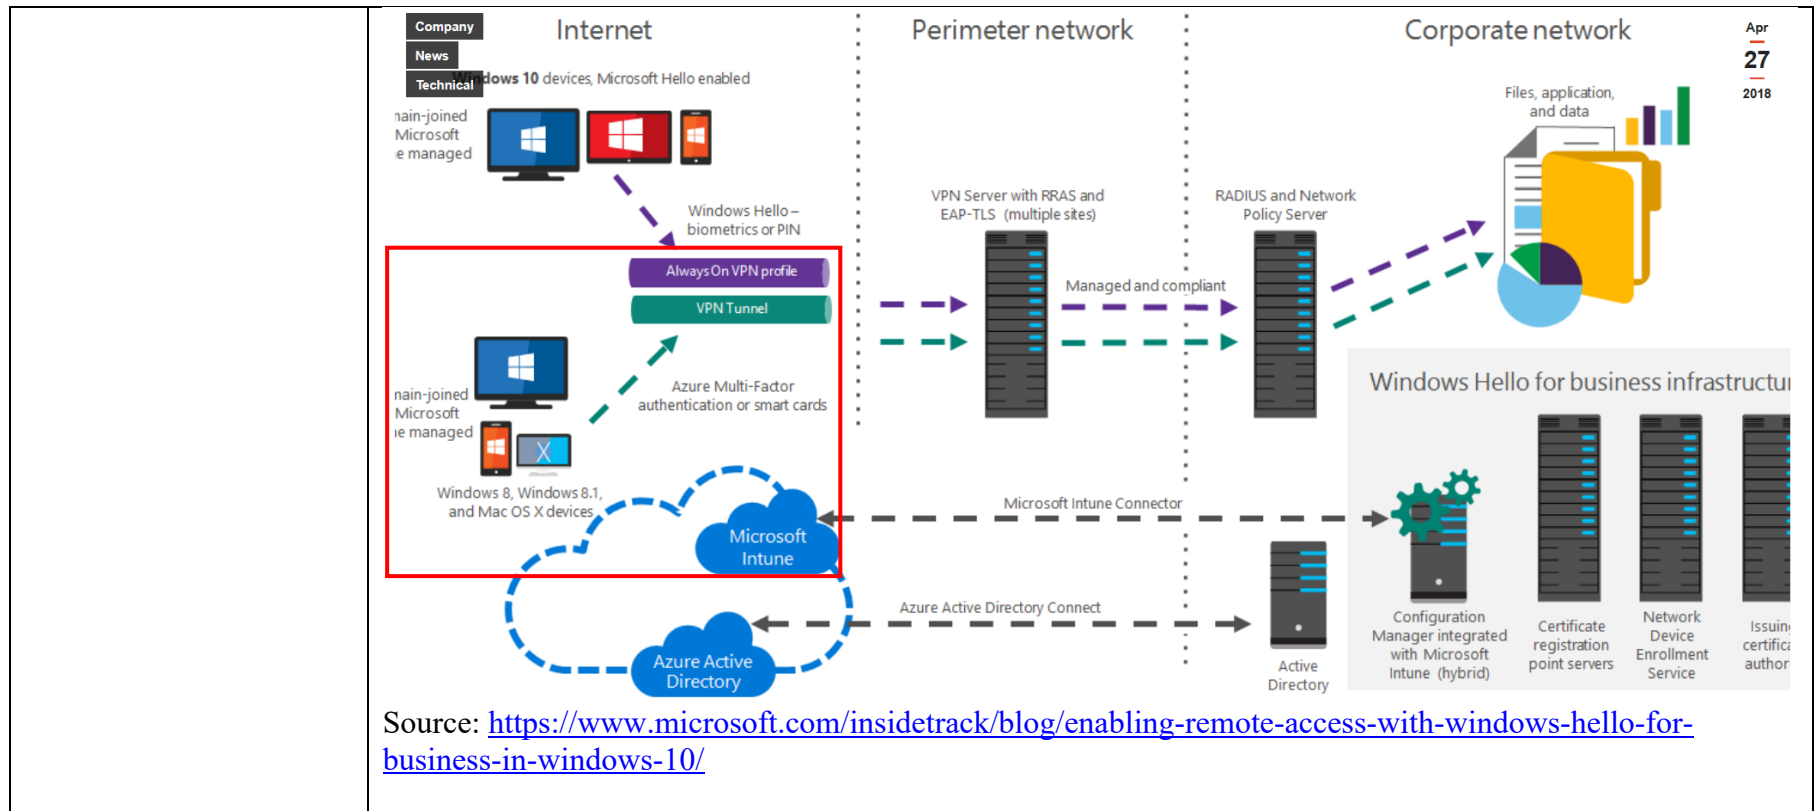 Company
News
Technical
Internet
Perimeter network
Corporate network
Apr
27
2018
dows 10 devices, Microsoft Hello enabled
Microsoft
managed
Windows Hello –
biometrics or PIN
Always On VPN profile
VPN Tunnel
Azure Multi-Factor
authentication or smart cards
Microsoft
managed
Windows 8, Windows 8.1,
and Mac OS X devices
Microsoft
Intune
Azure Active
Directory
VPN Server with RRAS and
EAP-TLS (multiple sites)
Managed and compliant
RADIUS and Network
Policy Server
Files, application,
and data
Microsoft Intune Connector
Azure Active Directory Connect
Active
Directory
Windows Hello for business infrastructu
Configuration
Manager integrated
with Microsoft
Intune (hybrid)
Certificate
registration
point servers
Network
Device
Enrollment
Service
Issuin
certifica
author
Source: https://www.microsoft.com/insidetrack/blog/enabling-remote-access-with-windows-hello-for-
business-in-windows-10/